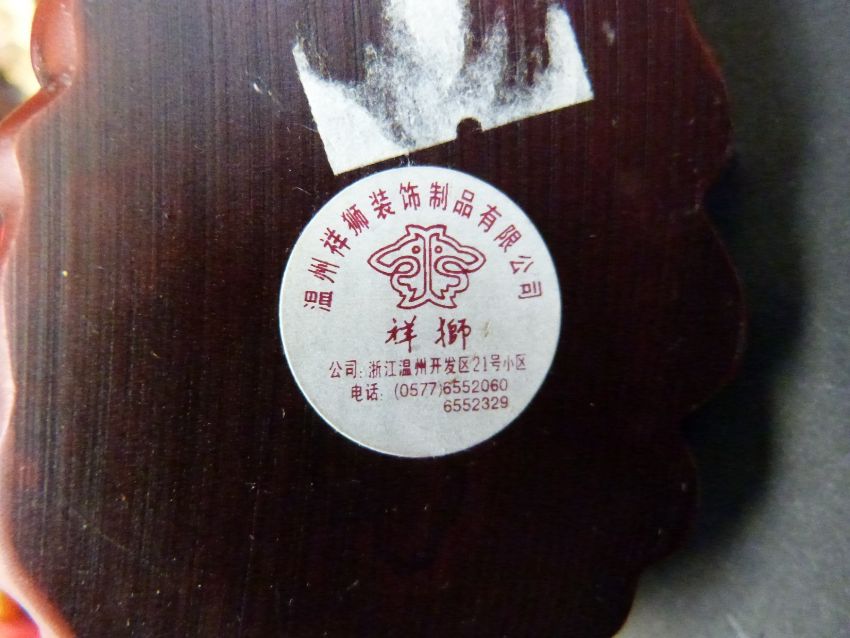 温州祥狮装饰制品有限公司
祥獅
公司：浙江温州开发区21号小区
电话：(0577)6552060
6552329